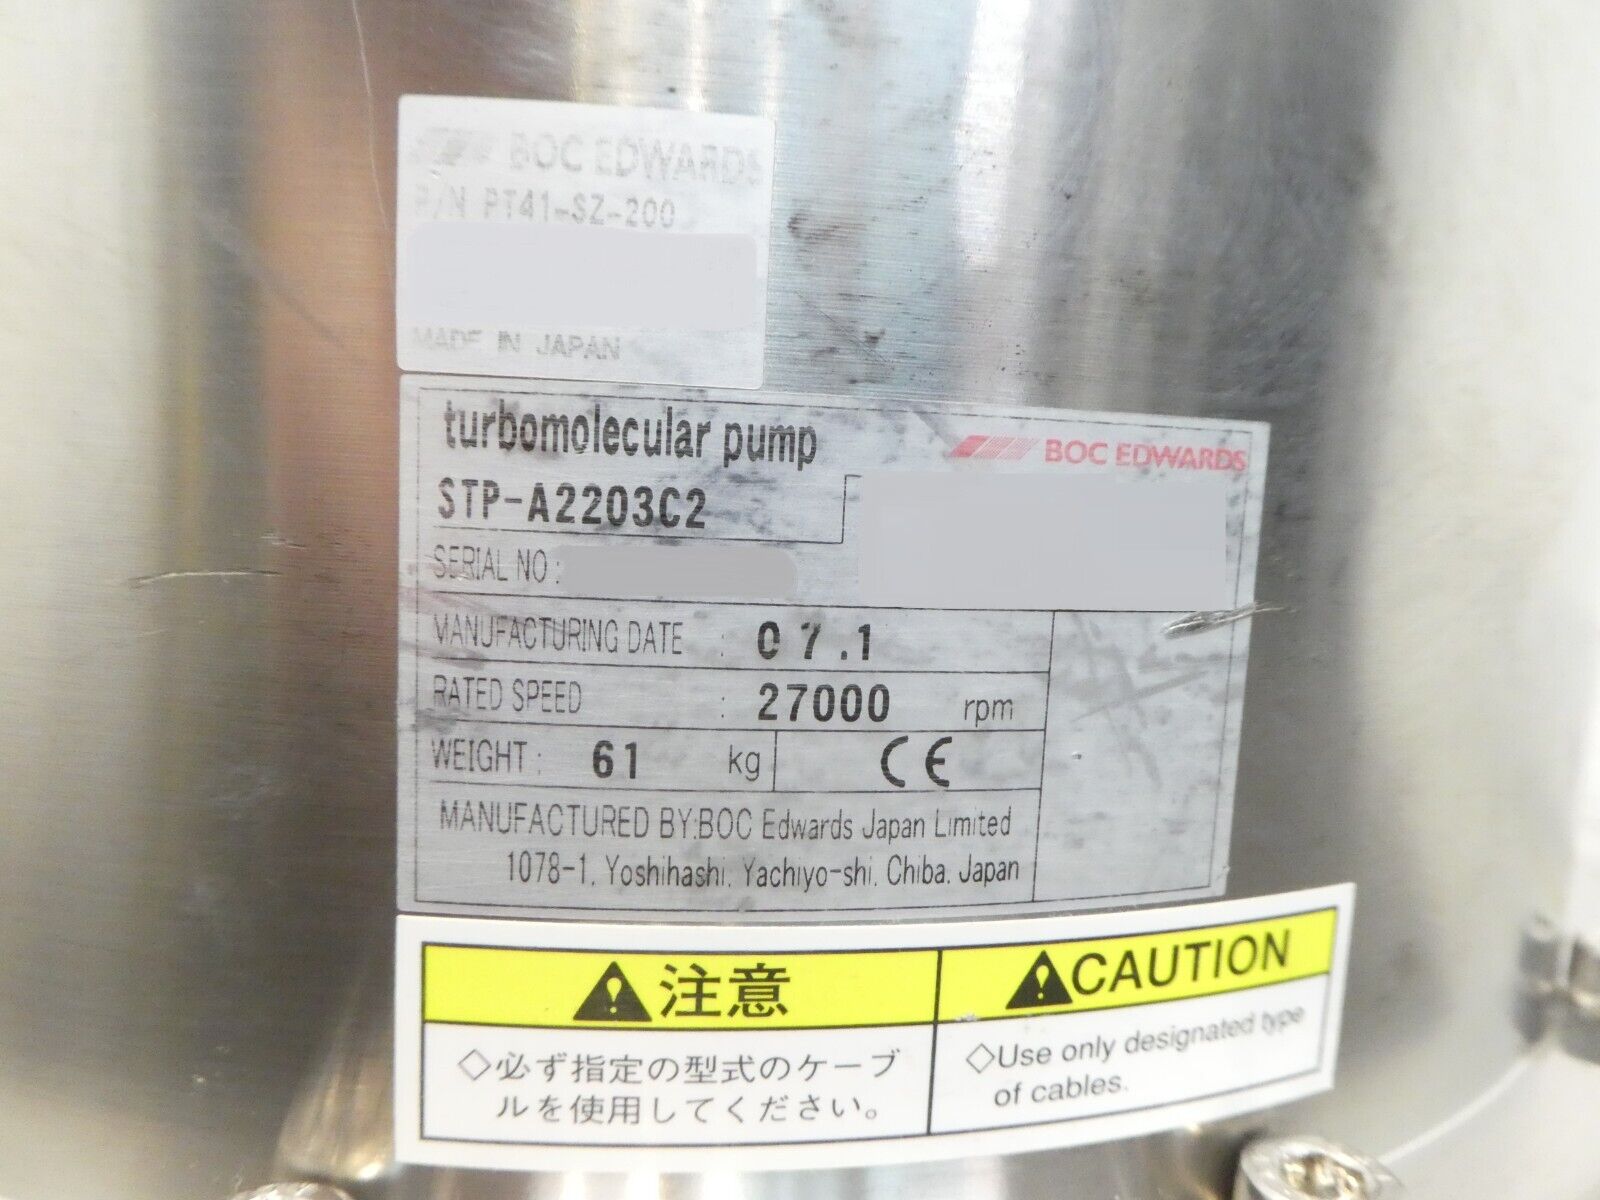 BOC EDWARDS
P/N PT41-SZ-200
MADE IN JAPAN
turbomolecular pump
BOC EDWARDS
STP-A2203C2
SERIAL NO :
MANUFACTURING DATE : 07.1
RATED SPEED : 27000 rpm
WEIGHT : 61 kg CE
MANUFACTURED BY:BOC Edwards Japan Limited
1078-1, Yoshihashi, Yachiyo-shi, Chiba, Japan
注意
◇必ず指定の型式のケーブ
ルを使用してください。
CAUTION
◇Use only designated type
of cables.